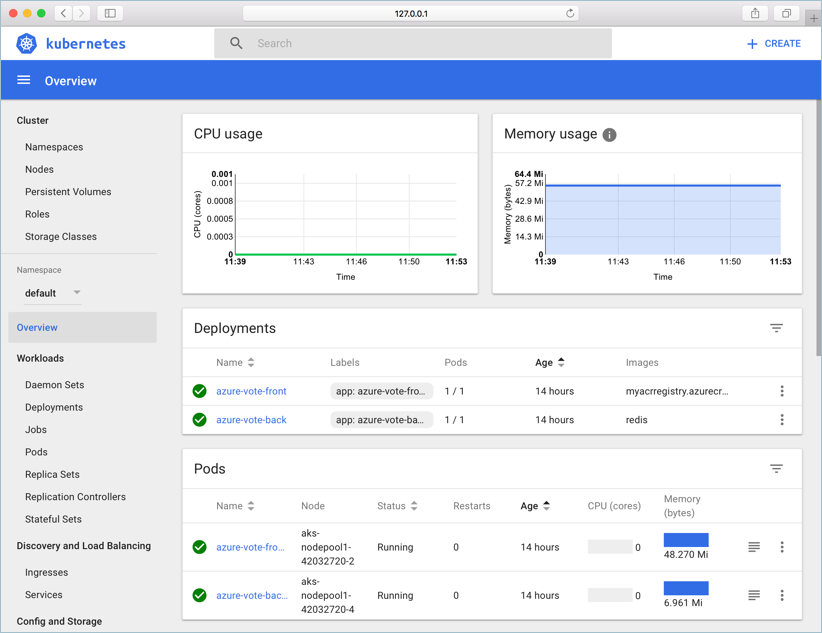 127.0.0.1
kubernetes
Search
+ CREATE
Overview
Cluster
Namespaces
Nodes
Persistent Volumes
Roles
Storage Classes
Namespace
default
Overview
Workloads
Daemon Sets
Deployments
Jobs
Pods
Replica Sets
Replication Controllers
Stateful Sets
Discovery and Load Balancing
Ingresses
Services
Config and Storage
CPU usage
CPU (cores)
0.001
0.001
0.0008
0.0005
0.0003
0
11:39 11:43 11:46 11:50 11:53
Time
Memory usage i
Memory (bytes)
64.4 Mi
57.2 Mi
42.9 Mi
28.6 Mi
14.3 Mi
0
11:39 11:43 11:46 11:50 11:53
Time
Deployments
Name Labels Pods Age Images
azure-vote-front app: azure-vote-fro... 1 / 1 14 hours myacrregistry.azurecr...
azure-vote-back app: azure-vote-ba... 1 / 1 14 hours redis
Pods
Name Node Status Restarts Age CPU (cores) Memory
(bytes)
azure-vote-fro... aks-
nodepool1-
42032720-2
Running 0 14 hours 0 48.270 Mi
azure-vote-bac... aks-
nodepool1-
42032720-4
Running 0 14 hours 0 6.961 Mi